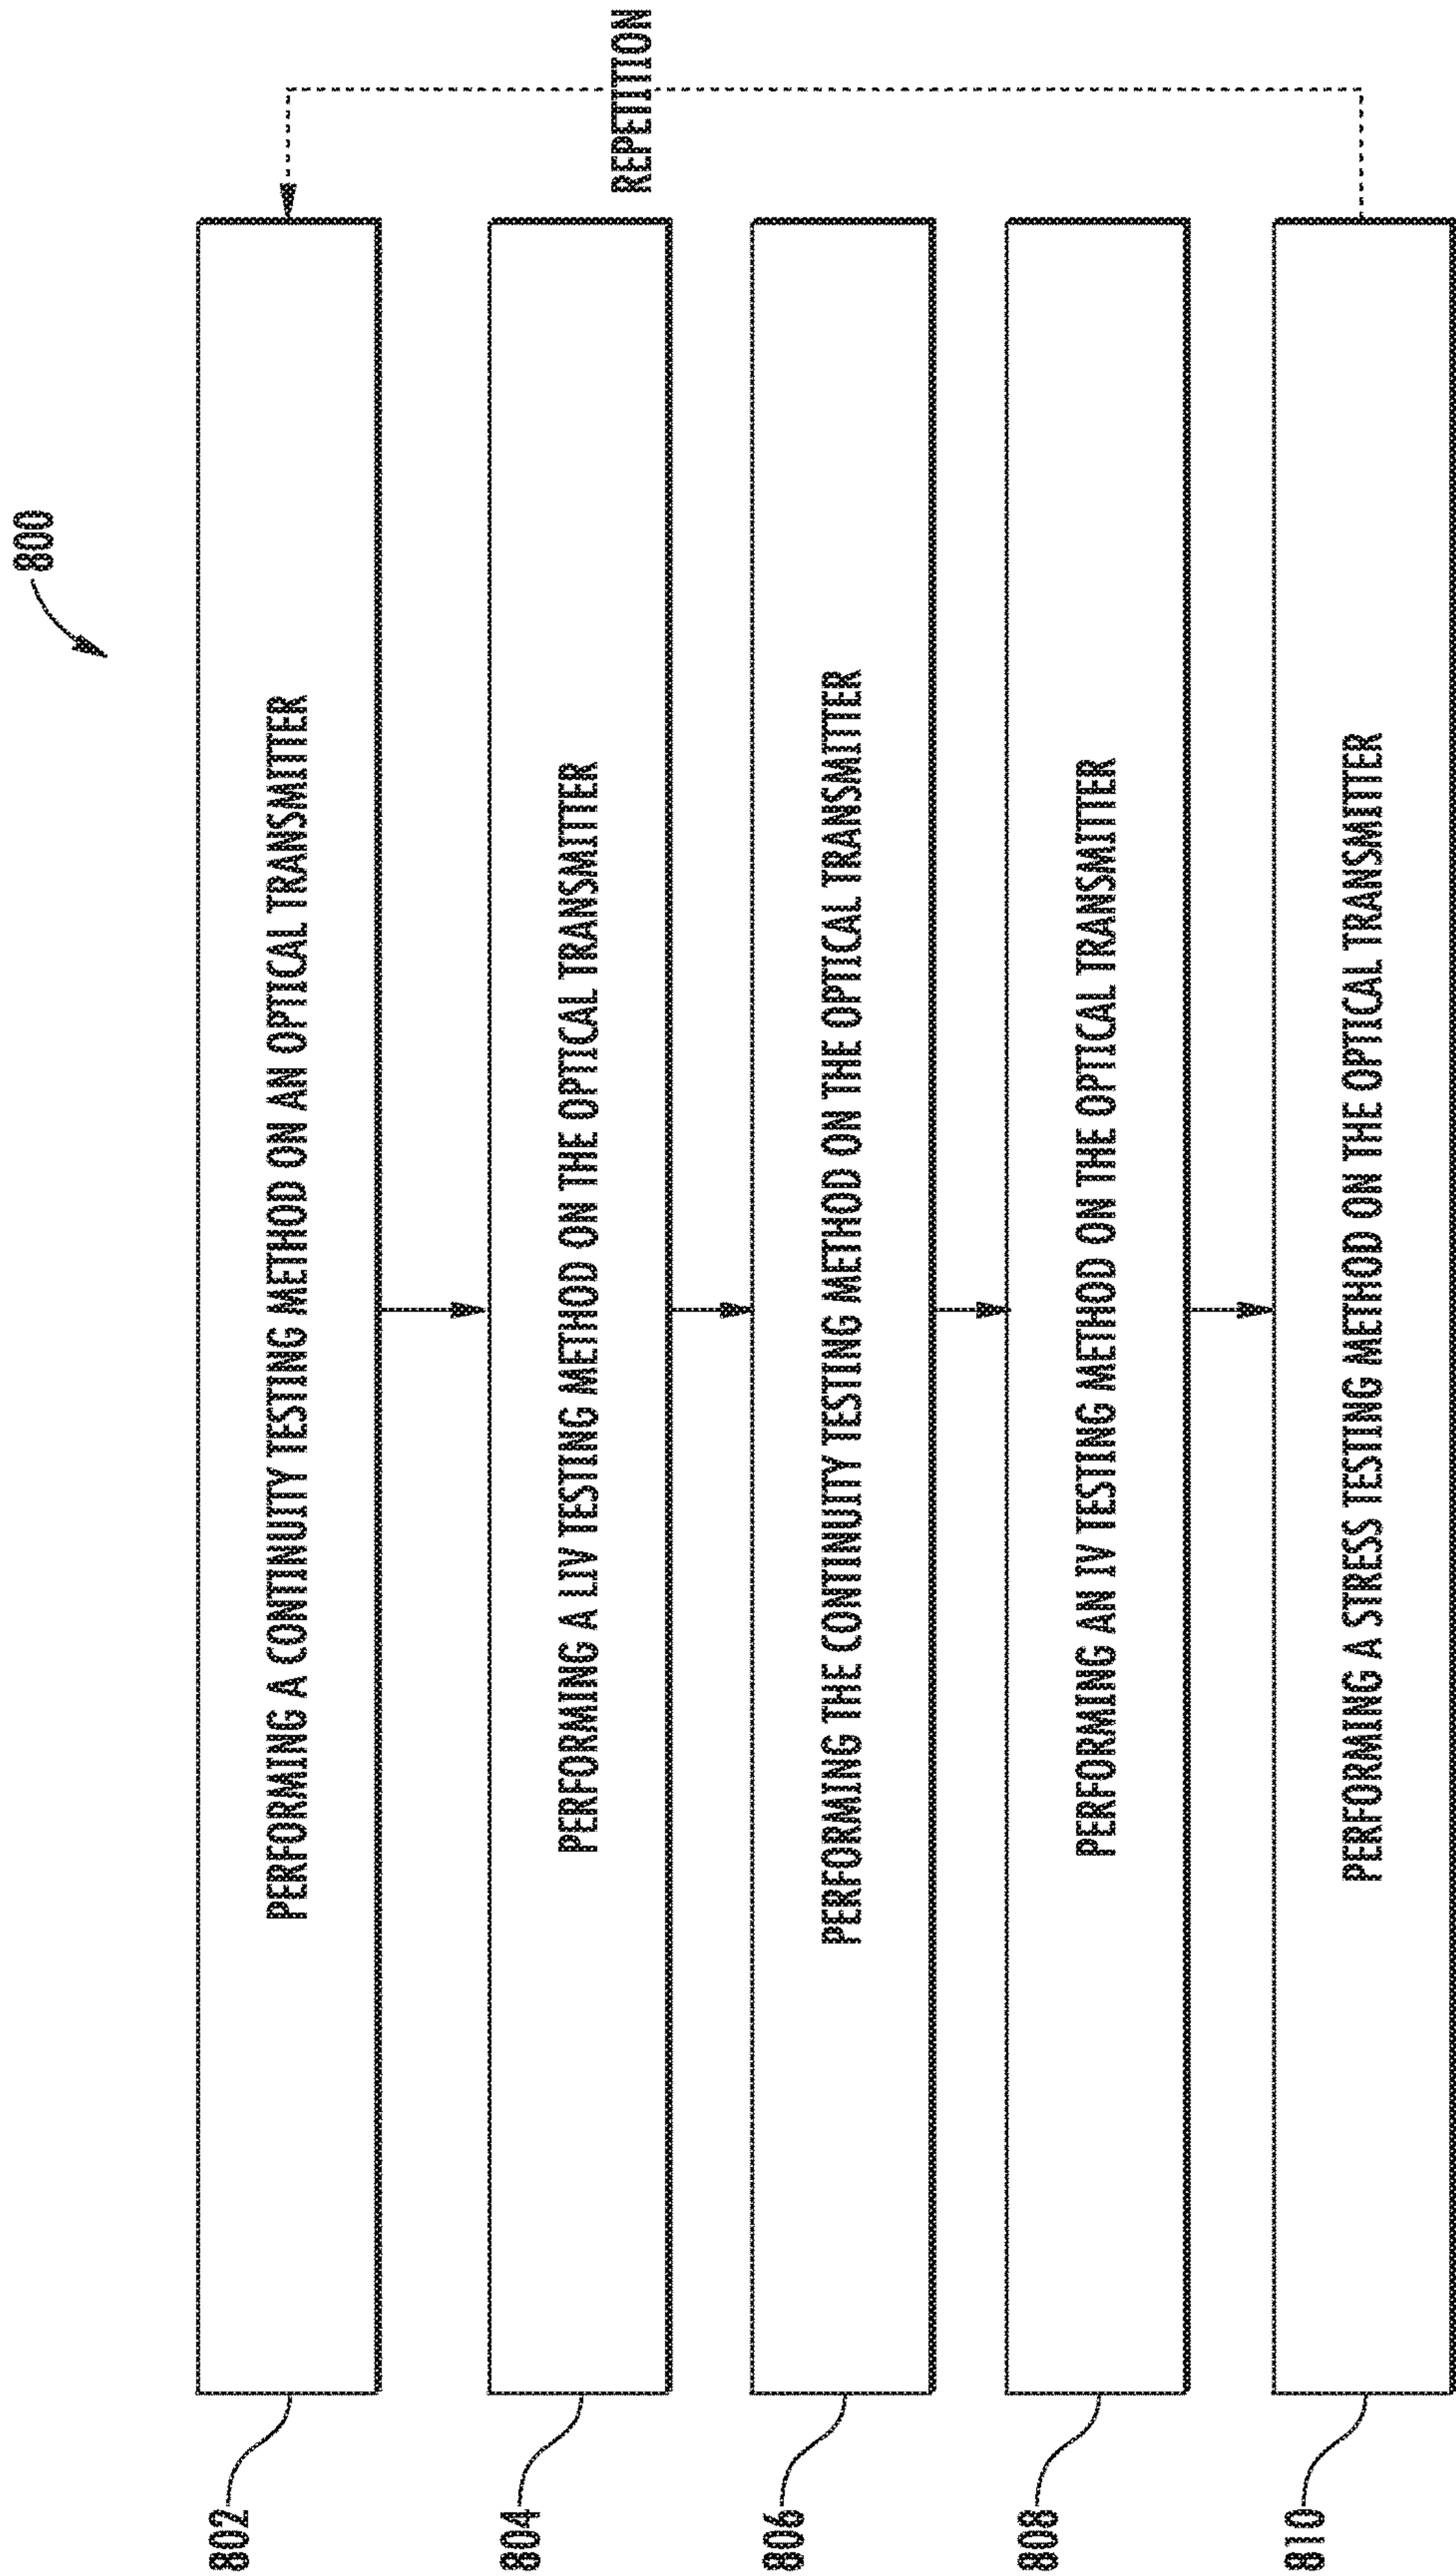 800
802
PERFORMING A CONTINUITY TESTING METHOD ON AN OPTICAL TRANSMITTER
804
PERFORMING A LIV TESTING METHOD ON THE OPTICAL TRANSMITTER
REPETITION
806
PERFORMING THE CONTINUITY TESTING METHOD ON THE OPTICAL TRANSMITTER
808
PERFORMING AN IV TESTING METHOD ON THE OPTICAL TRANSMITTER
810
PERFORMING A STRESS TESTING METHOD ON THE OPTICAL TRANSMITTER